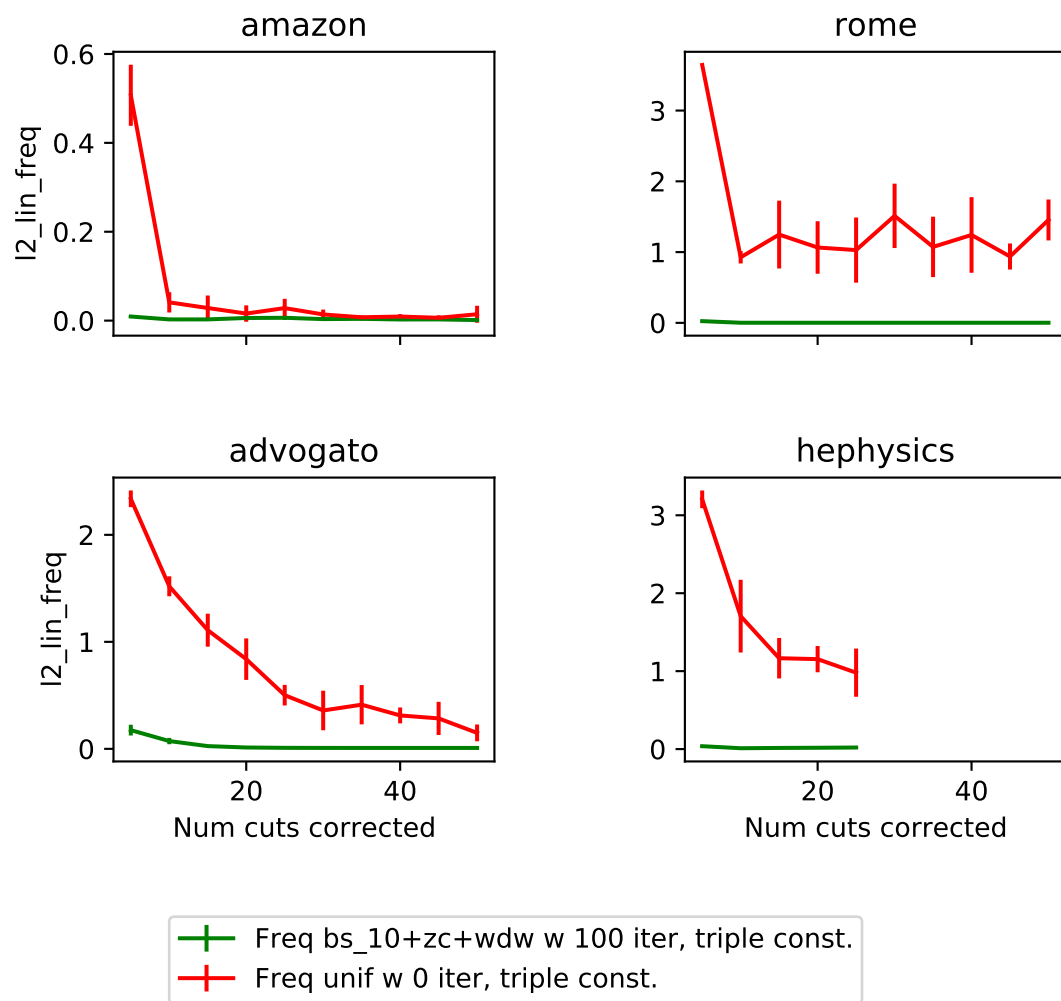 amazon
rome
l2_lin_freq
0.6
0.4
0.2
0.0
3
2
1
0
advogato
hephysics
l2_lin_freq
2
1
0
3
2
1
0
20 40
20 40
Num cuts corrected
Num cuts corrected
Freq bs_10+zc+wdw w 100 iter, triple const.
Freq unif w 0 iter, triple const.